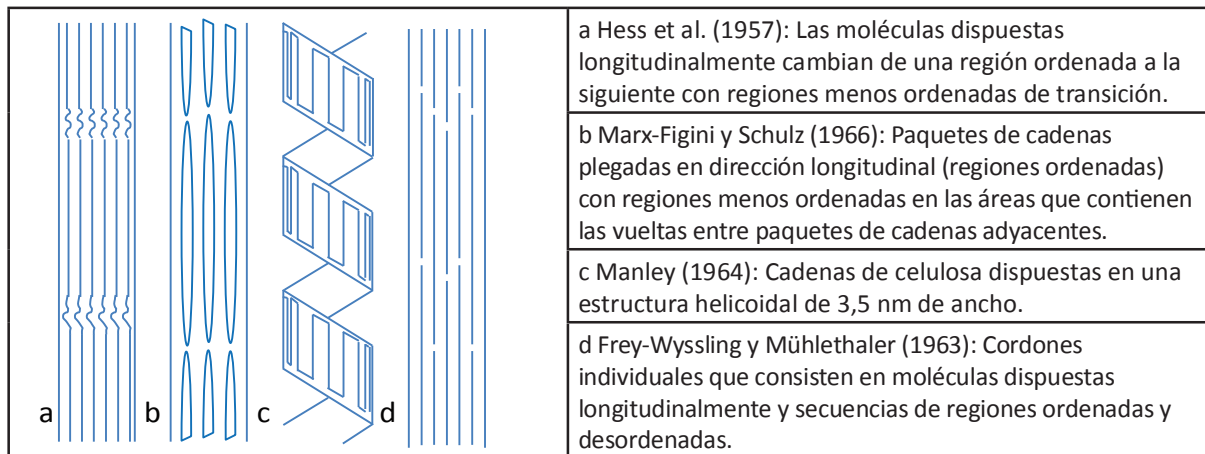 a
b
c
d
a Hess et al. (1957): Las moléculas dispuestas
longitudinalmente cambian de una región ordenada a la
siguiente con regiones menos ordenadas de transición.
b Marx-Figini y Schulz (1966): Paquetes de cadenas
plegadas en dirección longitudinal (regiones ordenadas)
con regiones menos ordenadas en las áreas que contienen
las vueltas entre paquetes de cadenas adyacentes.
c Manley (1964): Cadenas de celulosa dispuestas en una
estructura helicoidal de 3,5 nm de ancho.
d Frey-Wyssling y Mühlethaler (1963): Cordones
individuales que consisten en moléculas dispuestas
longitudinalmente y secuencias de regiones ordenadas y
desordenadas.